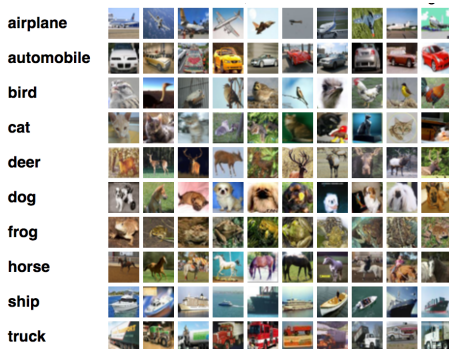 airplane
automobile
bird
cat
deer
dog
frog
horse
ship
truck